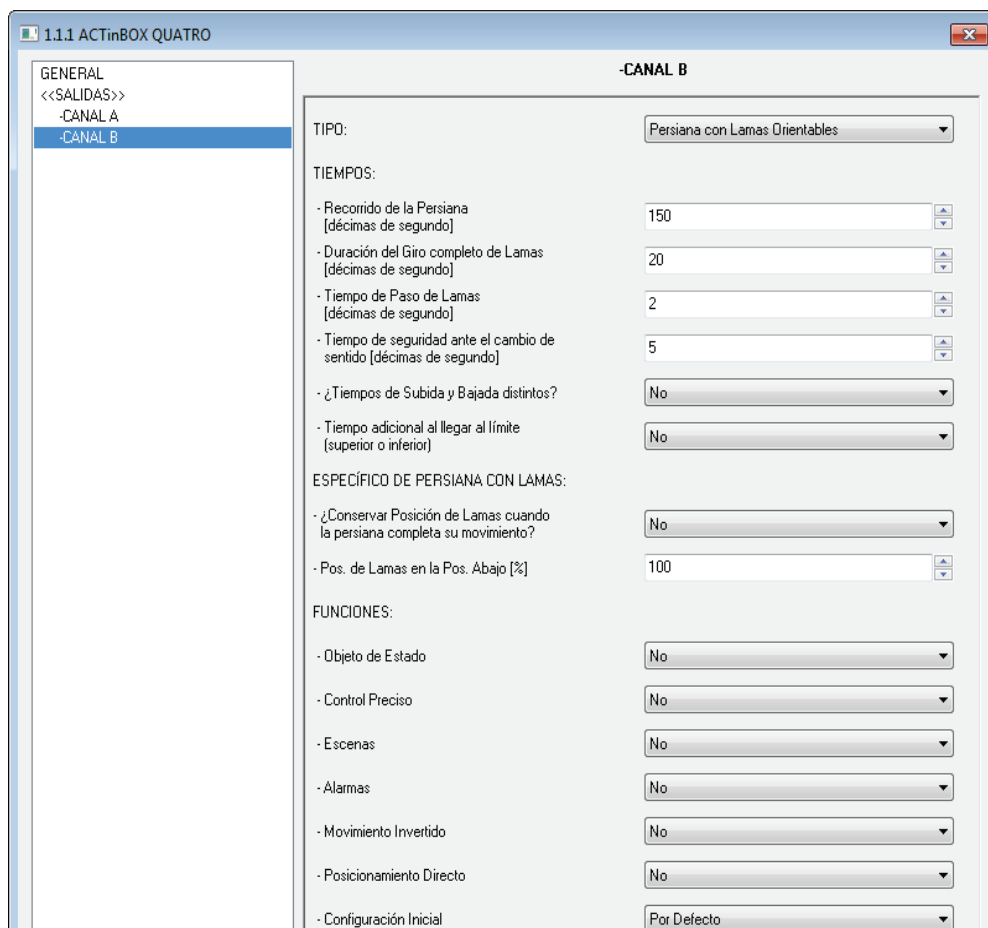 1.1.1 ACTinBOX QUATRO
GENERAL
<<SALIDAS>>
-CANAL A
-CANAL B
-CANAL B
TIPO:
Persiana con Lamas Orientables
TIEMPOS:
- Recorrido de la Persiana
[décimas de segundo]
150
- Duración del Giro completo de Lamas
[décimas de segundo]
20
- Tiempo de Paso de Lamas
[décimas de segundo]
2
- Tiempo de seguridad ante el cambio de
sentido [décimas de segundo]
5
- ¿Tiempos de Subida y Bajada distintos?
No
- Tiempo adicional al llegar al límite
(superior o inferior)
No
ESPECÍFICO DE PERSIANA CON LAMAS:
- ¿Conservar Posición de Lamas cuando
la persiana completa su movimiento?
No
- Pos. de Lamas en la Pos. Abajo [%]
100
FUNCIONES:
- Objeto de Estado
No
- Control Preciso
No
- Escenas
No
- Alarmas
No
- Movimiento Invertido
No
- Posicionamiento Directo
No
- Configuración Inicial
Por Defecto